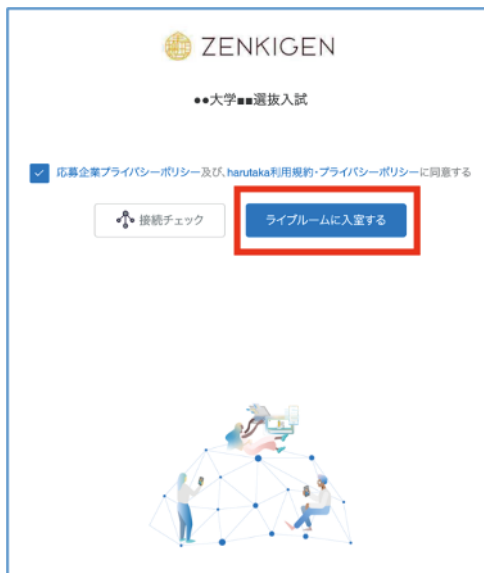 ZENKIGEN
●●大学■■選抜入試
応募企業プライバシーポリシー及び、harutaka利用規約・プライバシーポリシーに同意する
接続チェック ライブルームに入室する